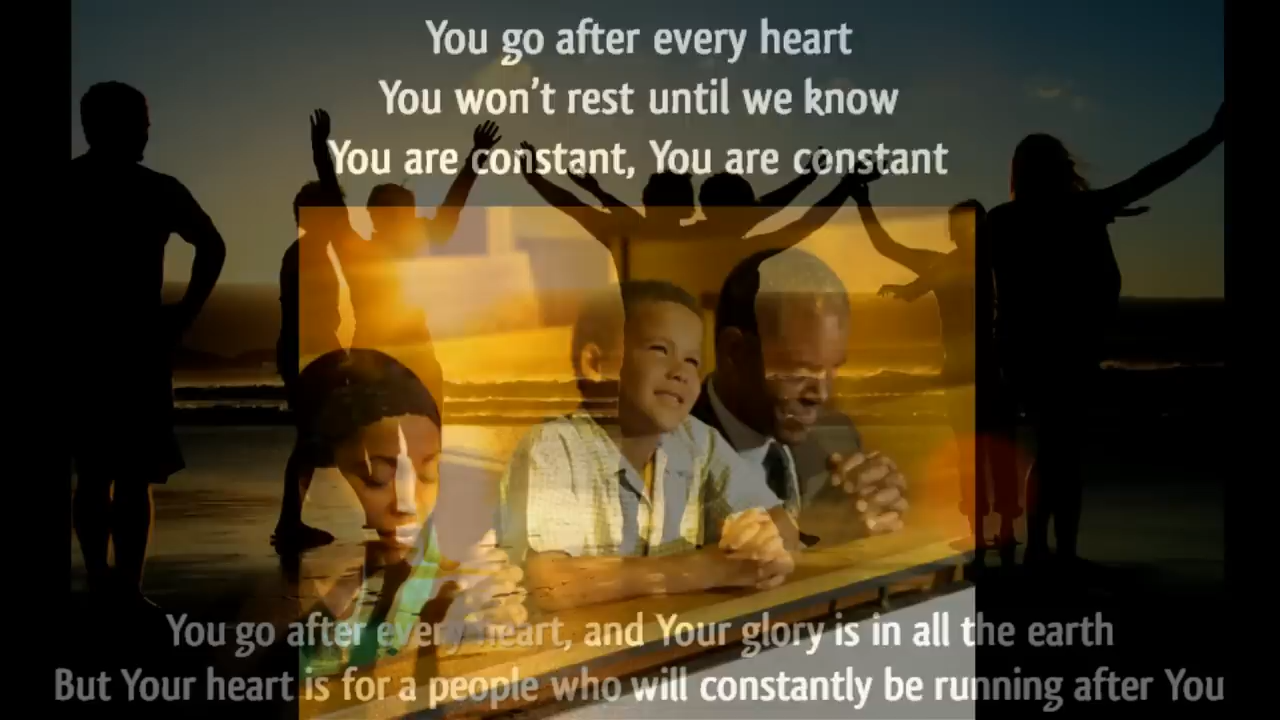 You go after every heart
You won't rest until we know
You are constant, You are constant
You go after every heart, and Your glory is in all the earth
But Your heart is for a people who will constantly be running after You